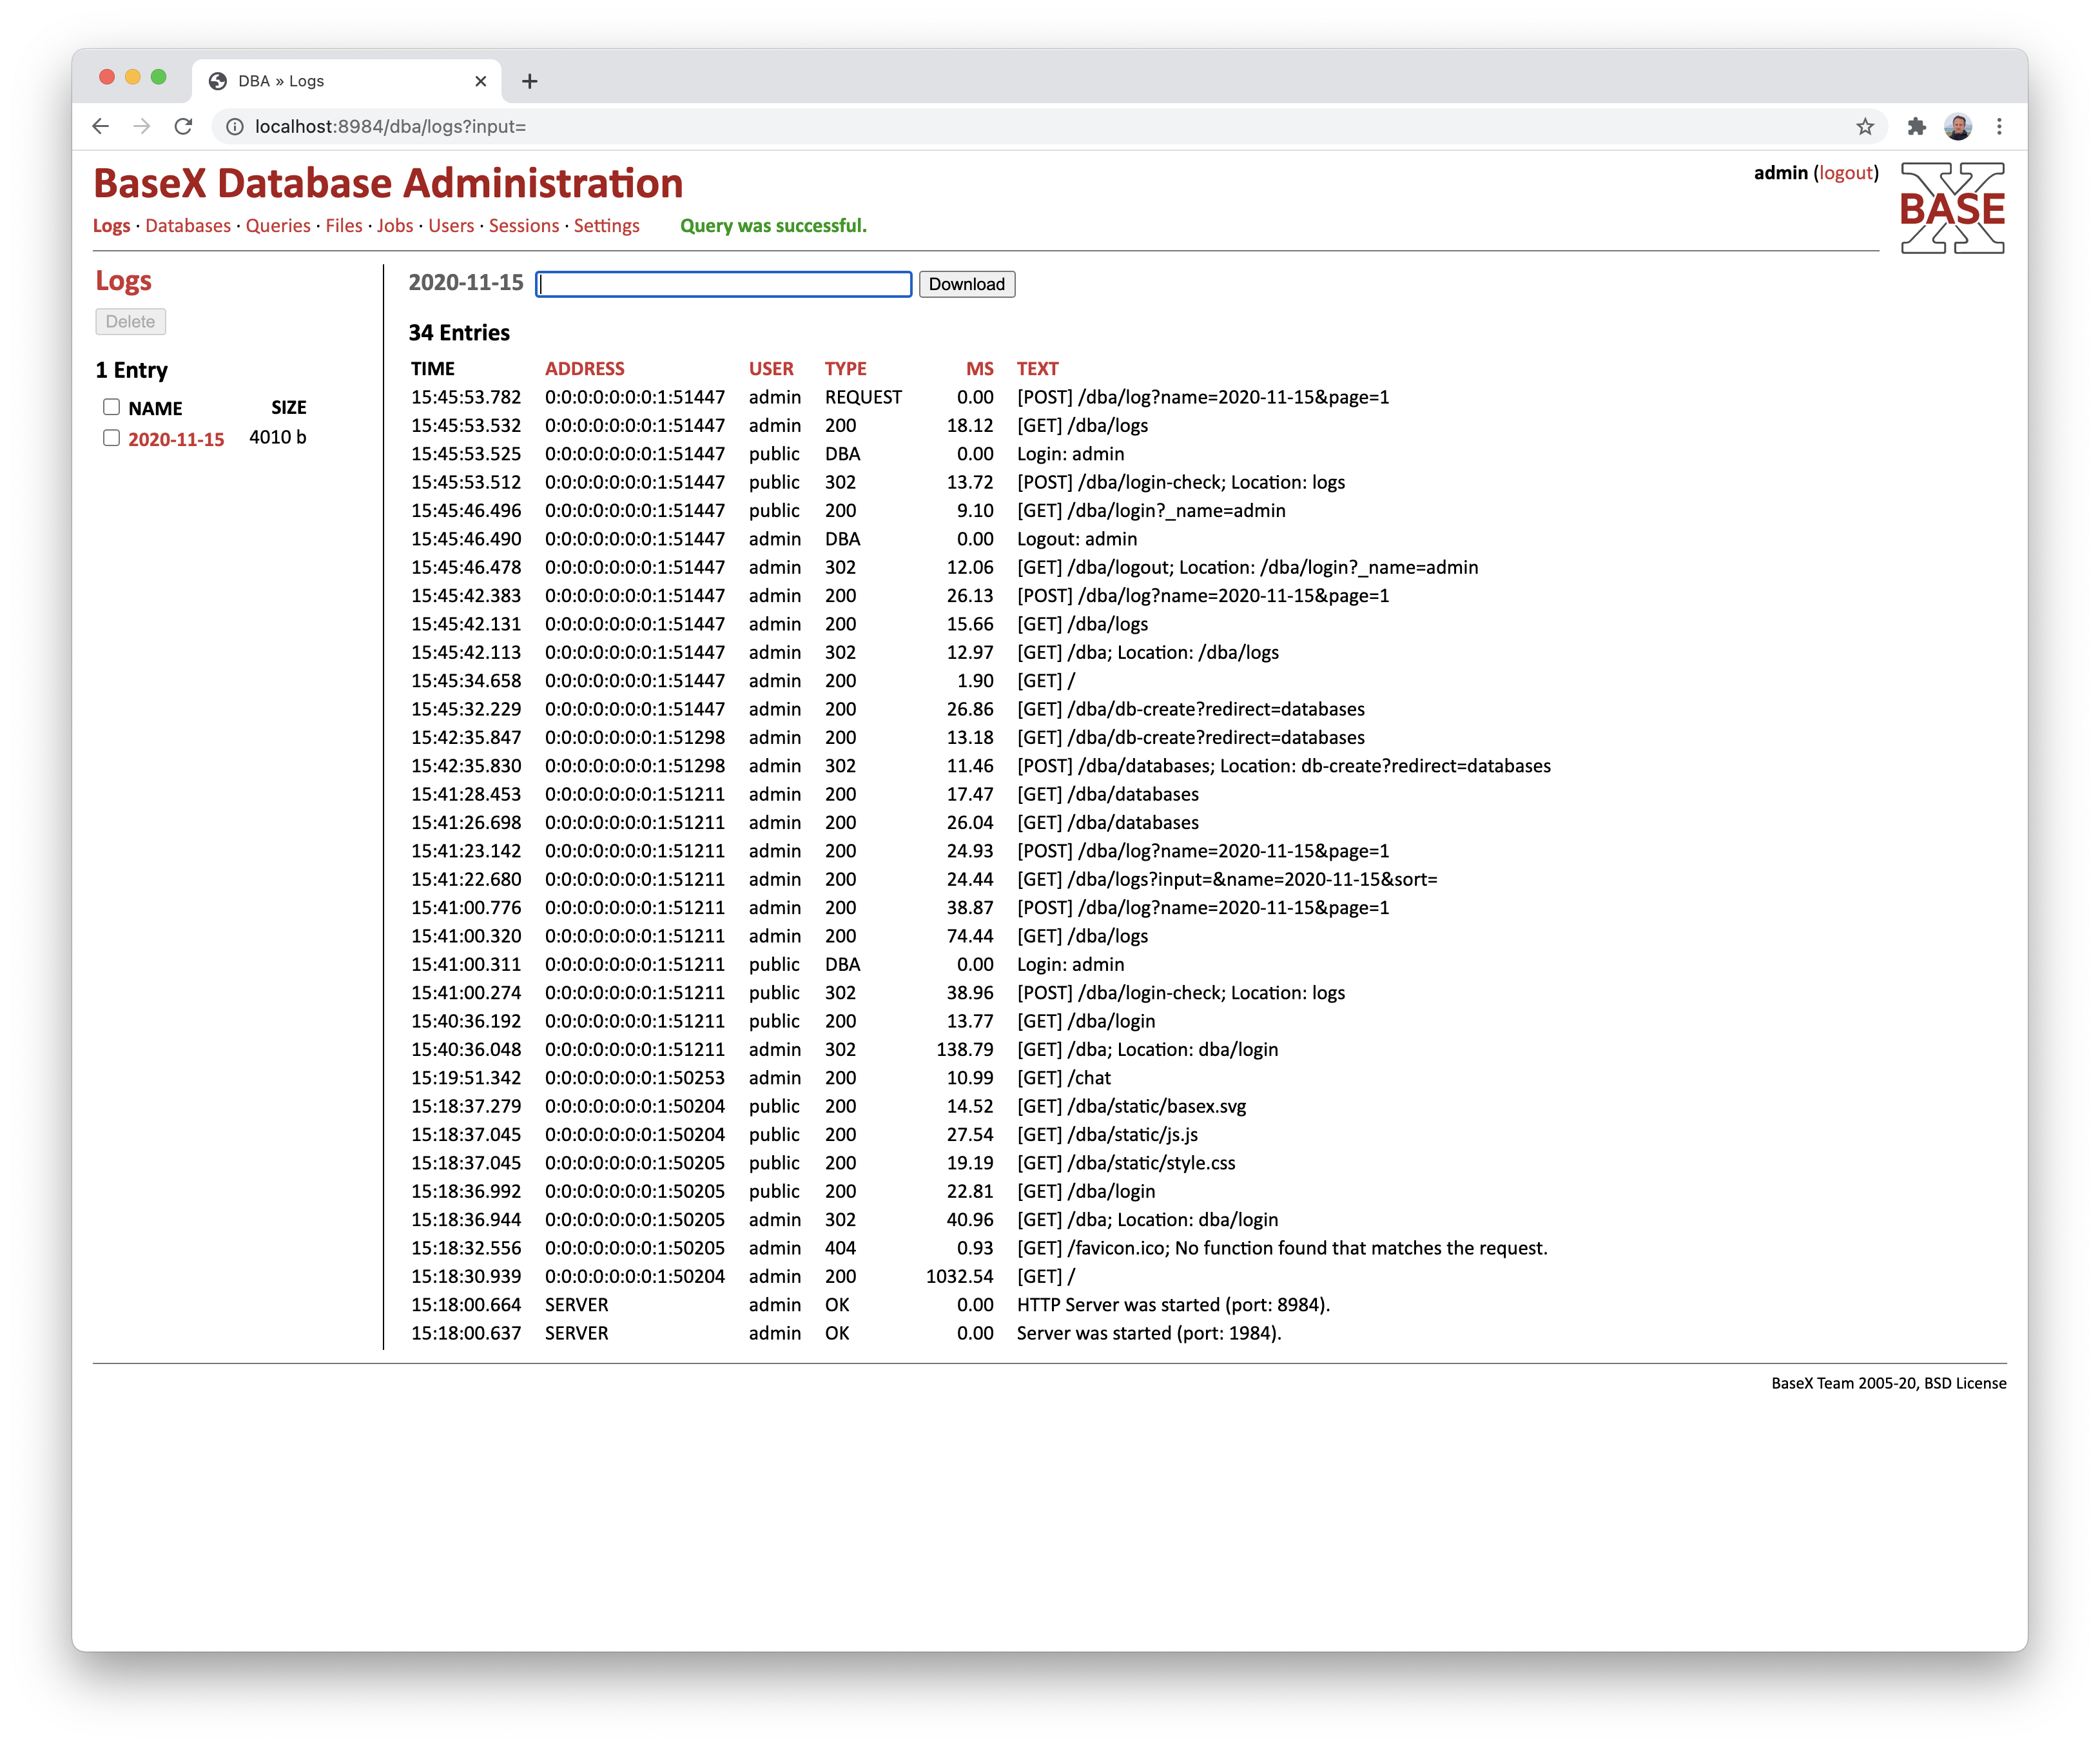 DBA » Logs
localhost:8984/dba/logs?input=
BaseX Database Administration
admin (logout)
BASE X
Logs · Databases · Queries · Files · Jobs · Users · Sessions · Settings Query was successful.
Logs
Delete
1 Entry
NAME SIZE
2020-11-15 4010 b
2020-11-15 Download
34 Entries
TIME ADDRESS USER TYPE MS TEXT
15:45:53.782 0:0:0:0:0:0:0:1:51447 admin REQUEST 0.00 [POST] /dba/log?name=2020-11-15&page=1
15:45:53.532 0:0:0:0:0:0:0:1:51447 admin 200 18.12 [GET] /dba/logs
15:45:53.525 0:0:0:0:0:0:0:1:51447 public DBA 0.00 Login: admin
15:45:53.512 0:0:0:0:0:0:0:1:51447 public 302 13.72 [POST] /dba/login-check; Location: logs
15:45:46.496 0:0:0:0:0:0:0:1:51447 public 200 9.10 [GET] /dba/login?_name=admin
15:45:46.490 0:0:0:0:0:0:0:1:51447 admin DBA 0.00 Logout: admin
15:45:46.478 0:0:0:0:0:0:0:1:51447 admin 302 12.06 [GET] /dba/logout; Location: /dba/login?_name=admin
15:45:42.383 0:0:0:0:0:0:0:1:51447 admin 200 26.13 [POST] /dba/log?name=2020-11-15&page=1
15:45:42.131 0:0:0:0:0:0:0:1:51447 admin 200 15.66 [GET] /dba/logs
15:45:42.113 0:0:0:0:0:0:0:1:51447 admin 302 12.97 [GET] /dba; Location: /dba/logs
15:45:34.658 0:0:0:0:0:0:0:1:51447 admin 200 1.90 [GET] /
15:45:32.229 0:0:0:0:0:0:0:1:51447 admin 200 26.86 [GET] /dba/db-create?redirect=databases
15:42:35.847 0:0:0:0:0:0:0:1:51298 admin 200 13.18 [GET] /dba/db-create?redirect=databases
15:42:35.830 0:0:0:0:0:0:0:1:51298 admin 302 11.46 [POST] /dba/databases; Location: db-create?redirect=databases
15:41:28.453 0:0:0:0:0:0:0:1:51211 admin 200 17.47 [GET] /dba/databases
15:41:26.698 0:0:0:0:0:0:0:1:51211 admin 200 26.04 [GET] /dba/databases
15:41:23.142 0:0:0:0:0:0:0:1:51211 admin 200 24.93 [POST] /dba/log?name=2020-11-15&page=1
15:41:22.680 0:0:0:0:0:0:0:1:51211 admin 200 24.44 [GET] /dba/logs?input=&name=2020-11-15&sort=
15:41:00.776 0:0:0:0:0:0:0:1:51211 admin 200 38.87 [POST] /dba/log?name=2020-11-15&page=1
15:41:00.320 0:0:0:0:0:0:0:1:51211 admin 200 74.44 [GET] /dba/logs
15:41:00.311 0:0:0:0:0:0:0:1:51211 public DBA 0.00 Login: admin
15:41:00.274 0:0:0:0:0:0:0:1:51211 public 302 38.96 [POST] /dba/login-check; Location: logs
15:40:36.192 0:0:0:0:0:0:0:1:51211 public 200 13.77 [GET] /dba/login
15:40:36.048 0:0:0:0:0:0:0:1:51211 admin 302 138.79 [GET] /dba; Location: dba/login
15:19:51.342 0:0:0:0:0:0:0:1:50253 admin 200 10.99 [GET] /chat
15:18:37.279 0:0:0:0:0:0:0:1:50204 public 200 14.52 [GET] /dba/static/basex.svg
15:18:37.045 0:0:0:0:0:0:0:1:50204 public 200 27.54 [GET] /dba/static/js.js
15:18:37.045 0:0:0:0:0:0:0:1:50205 public 200 19.19 [GET] /dba/static/style.css
15:18:36.992 0:0:0:0:0:0:0:1:50205 public 200 22.81 [GET] /dba/login
15:18:36.944 0:0:0:0:0:0:0:1:50205 admin 302 40.96 [GET] /dba; Location: dba/login
15:18:32.556 0:0:0:0:0:0:0:1:50205 admin 404 0.93 [GET] /favicon.ico; No function found that matches the request.
15:18:30.939 0:0:0:0:0:0:0:1:50204 admin 200 1032.54 [GET] /
15:18:00.664 SERVER admin OK 0.00 HTTP Server was started (port: 8984).
15:18:00.637 SERVER admin OK 0.00 Server was started (port: 1984).
BaseX Team 2005-20, BSD License